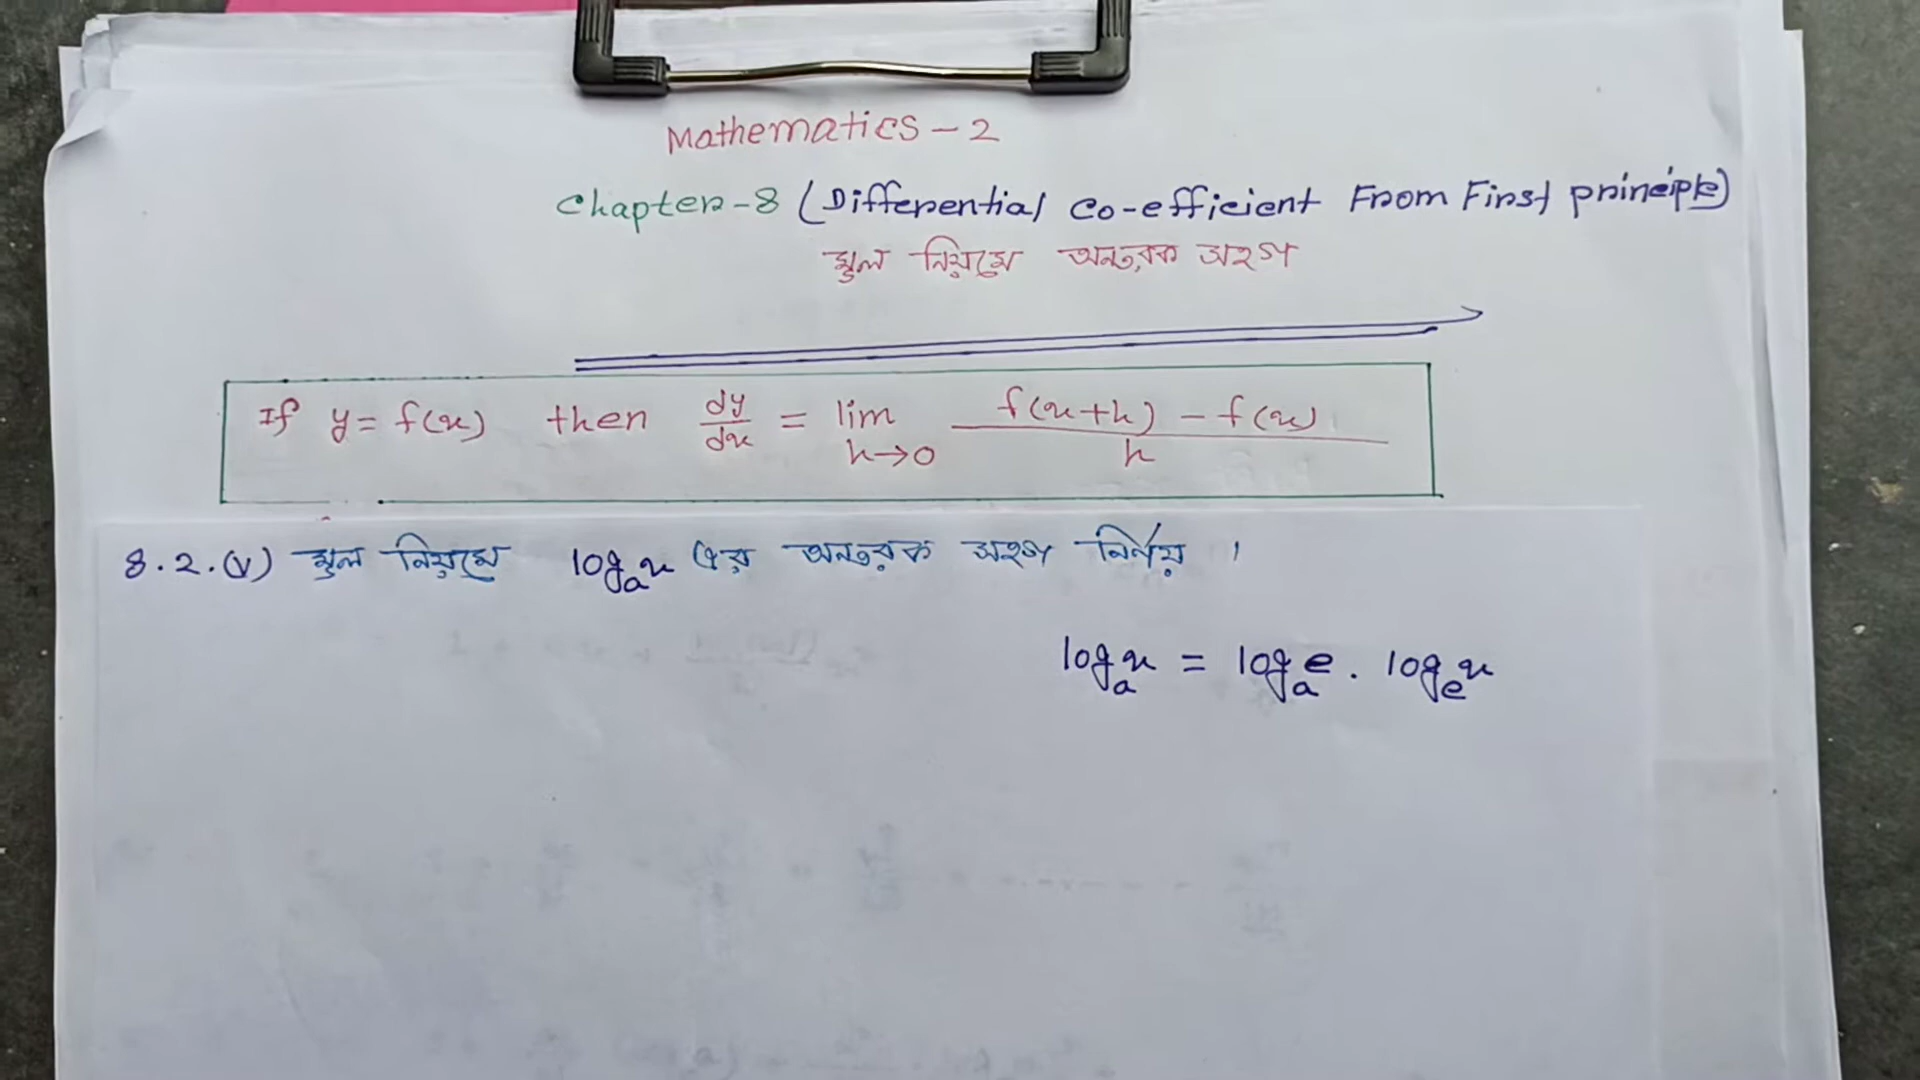 Mathematics - 2
Chapter-8 (Differential Co-efficient From First principle)
মুল নিয়মে অন্তরক সহগ
If y = f(x) then dy/dx = lim h→0 f(x+h) - f(x) / h
8.2.(v) মুল নিয়মে logₐx এর অন্তরক সহগ নির্ণয় ।
logₐx = logₐe . logₑx